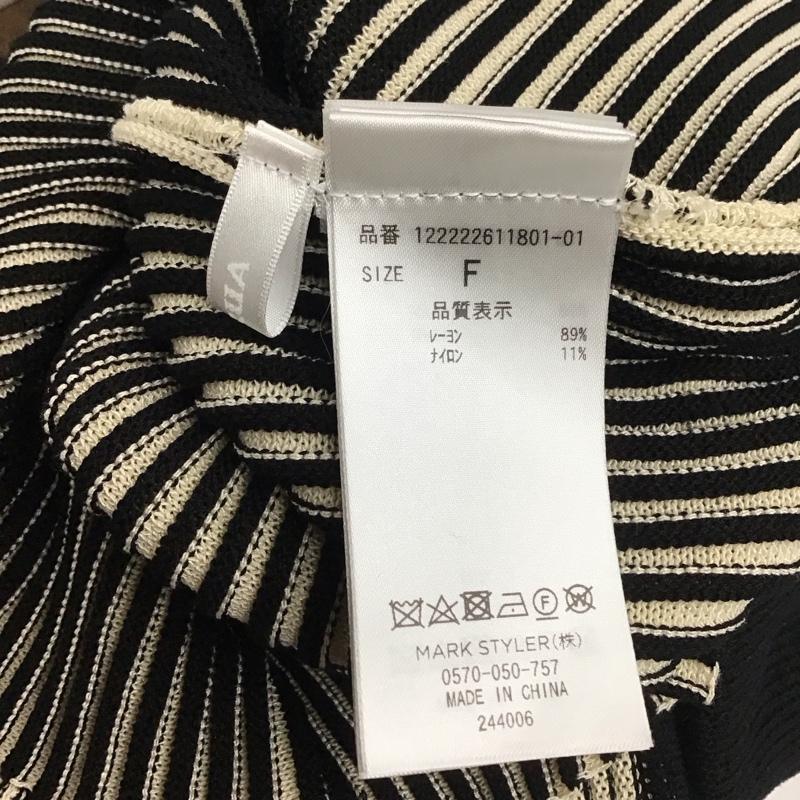 品番 122222611801-01
SIZE F
品質表示
ﾚｰﾖﾝ 89%
ﾅｲﾛﾝ 11%
F
W
MARK STYLER(株)
0570-050-757
MADE IN CHINA
244006